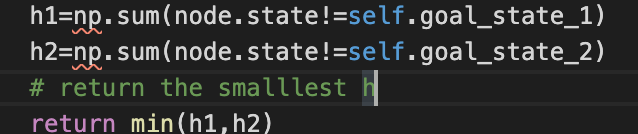 h1=np.sum(node.state!=self.goal_state_1)
h2=np.sum(node.state!=self.goal_state_2)
# return the smalllest h
return min(h1,h2)